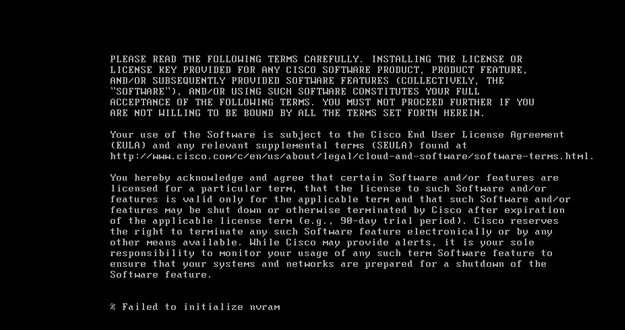 PLEASE READ THE FOLLOWING TERMS CAREFULLY. INSTALLING THE LICENSE OR
LICENSE KEY PROVIDED FOR ANY CISCO SOFTWARE PRODUCT, PRODUCT FEATURE,
AND/OR SUBSEQUENTLY PROVIDED SOFTWARE FEATURES (COLLECTIVELY, THE
"SOFTWARE"), AND/OR USING SUCH SOFTWARE CONSTITUTES YOUR FULL
ACCEPTANCE OF THE FOLLOWING TERMS. YOU MUST NOT PROCEED FURTHER IF YOU
ARE NOT WILLING TO BE BOUND BY ALL THE TERMS SET FORTH HEREIN.
Your use of the Software is subject to the Cisco End User License Agreement
(EULA) and any relevant supplemental terms (SEULA) found at
http://www.cisco.com/c/en/us/about/legal/cloud-and-software/software-terms.html.
You hereby acknowledge and agree that certain Software and/or features are
licensed for a particular term, that the license to such Software and/or
features is valid only for the applicable term and that such Software and/or
features may be shut down or otherwise terminated by Cisco after expiration
of the applicable license term (e.g., 90-day trial period). Cisco reserves
the right to terminate any such Software feature electronically or by any
other means available. While Cisco may provide alerts, it is your sole
responsibility to monitor your usage of any such term Software feature to
ensure that your systems and networks are prepared for a shutdown of the
Software feature.
% Failed to initialize nvram